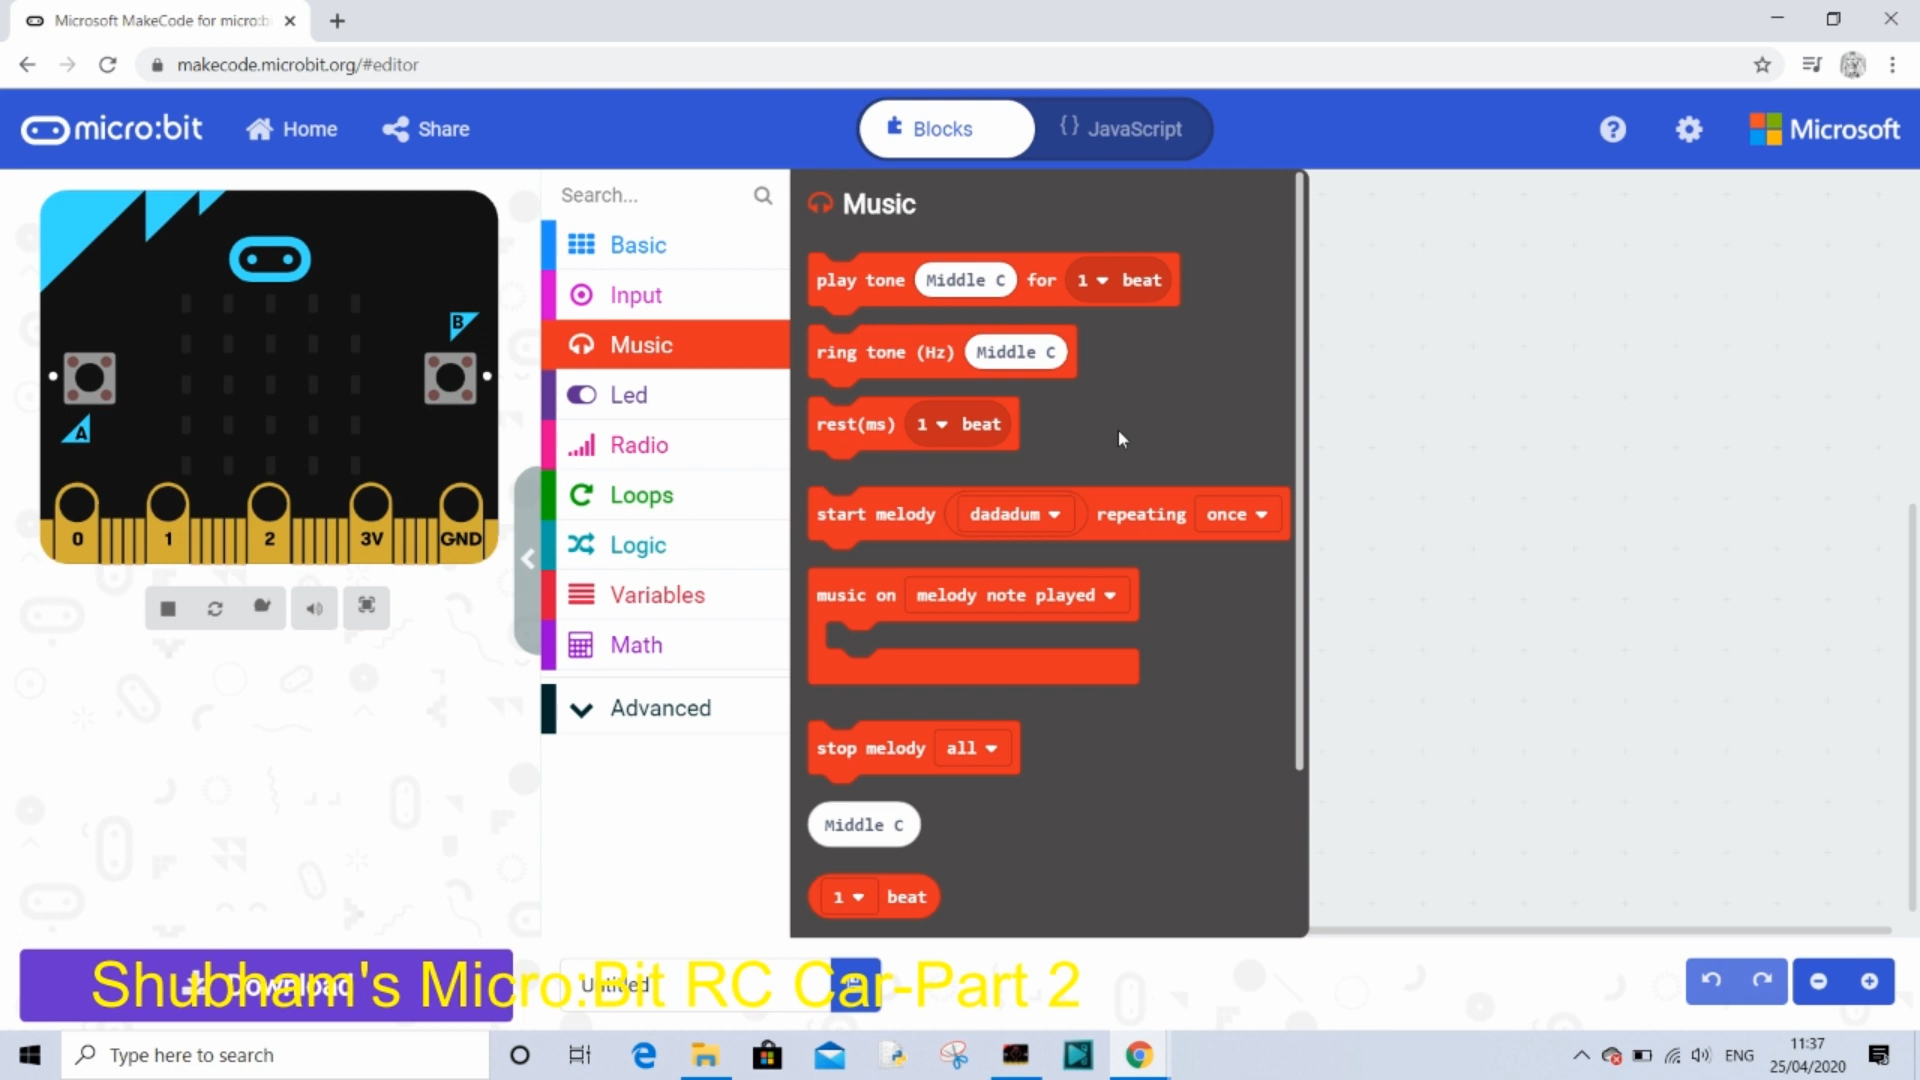 Microsoft MakeCode for micro:b
makecode.microbit.org/#editor
micro:bit
Home
Share
Blocks
{} JavaScript
?
Microsoft
B
A
0 1 2 3V GND
Search...
Basic
Input
Music
Led
Radio
Loops
Logic
Variables
Math
Advanced
Music
play tone Middle C for 1 beat
ring tone (Hz) Middle C
rest(ms) 1 beat
start melody dadadum repeating once
music on melody note played
stop melody all
Middle C
1 beat
Download
Untitled
Shubham's Micro:Bit RC Car-Part 2
Type here to search
ENG
11:37
25/04/2020